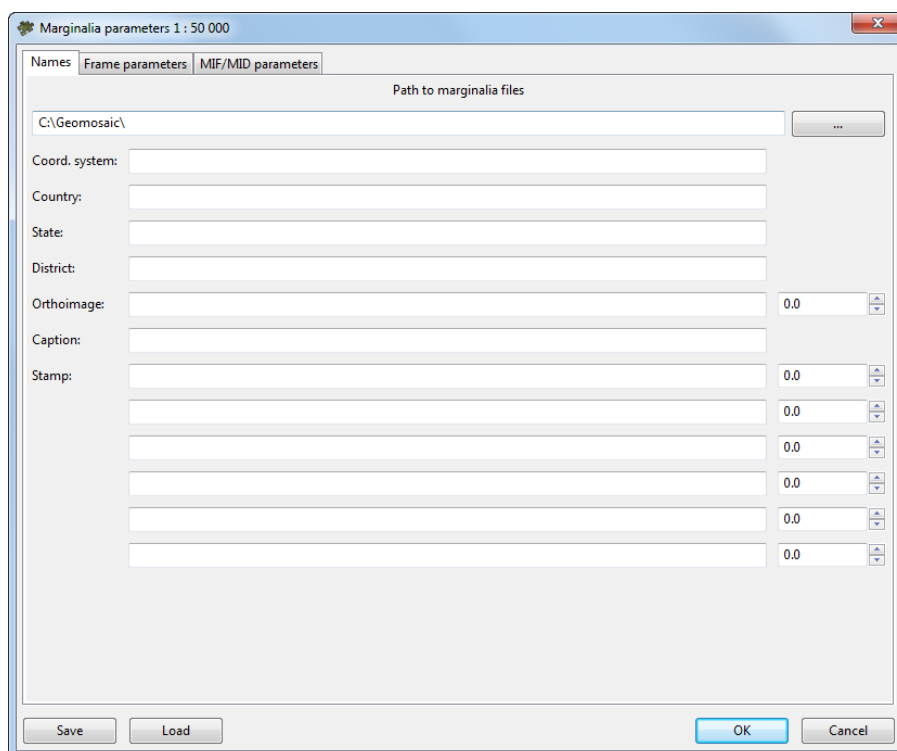 Marginalia parameters 1 : 50 000
Names Frame parameters MIF/MID parameters
Path to marginalia files
C:\Geomosaic\ ...
Coord. system:
Country:
State:
District:
Orthoimage: 0.0
Caption:
Stamp: 0.0
0.0
0.0
0.0
0.0
0.0
Save Load OK Cancel